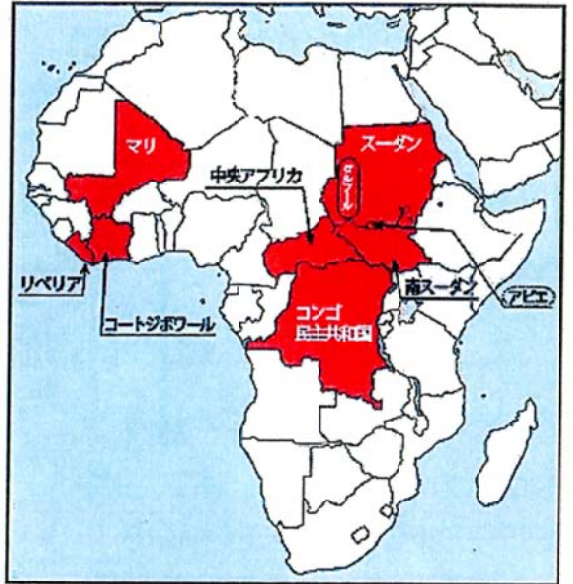 マリ
スーダン
中央アフリカ
ダルフール
リベリア
コートジボワール
南スーダン
アビエ
コンゴ
民主共和国